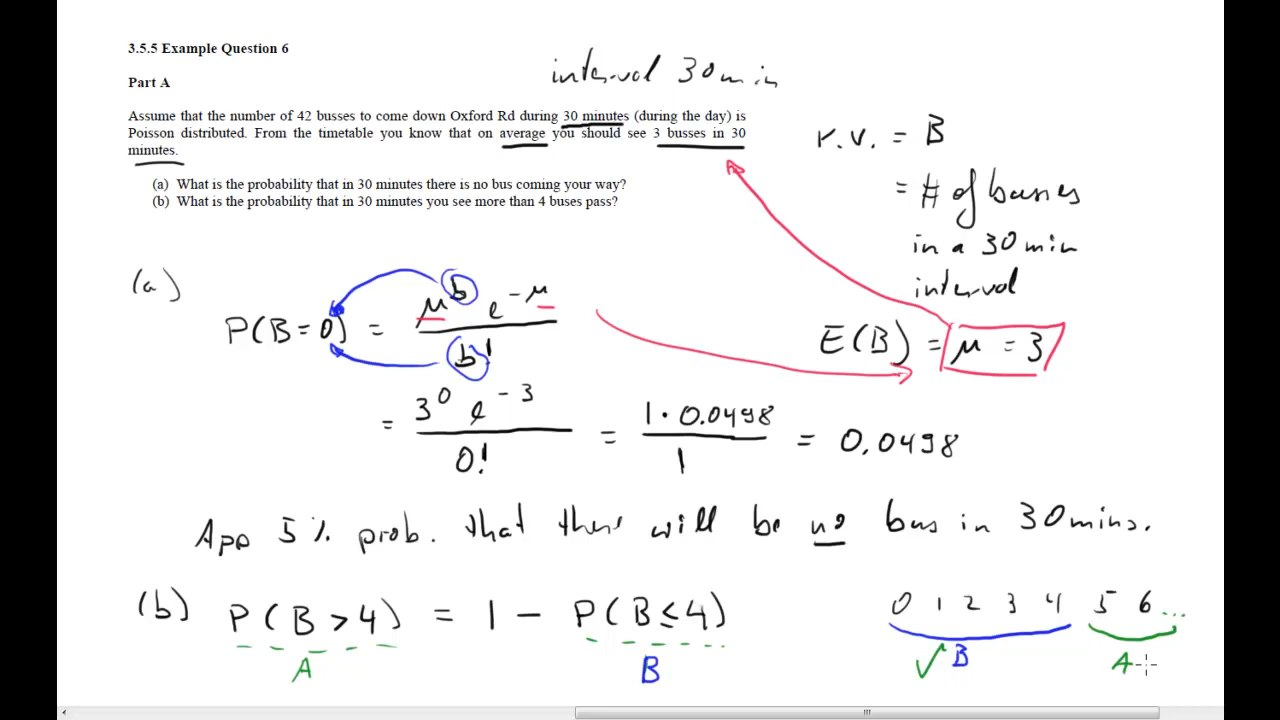 3.5.5 Example Question 6
interval 30min
Part A
Assume that the number of 42 busses to come down Oxford Rd during 30 minutes (during the day) is
Poisson distributed. From the timetable you know that on average you should see 3 busses in 30
minutes.
(a) What is the probability that in 30 minutes there is no bus coming your way?
(b) What is the probability that in 30 minutes you see more than 4 buses pass?
r.v. = B
= # of buses
in a 30 min
interval
E(B) = μ = 3
(a)
P(B = 0) = μ^b e^-μ / b!
= 3^0 e^-3 / 0! = 1 · 0.0498 / 1 = 0.0498
App 5% prob. that there will be no bus in 30mins.
(b) P(B > 4) = 1 - P(B ≤ 4)
0 1 2 3 4 5 6 ...
A B ✓ B A